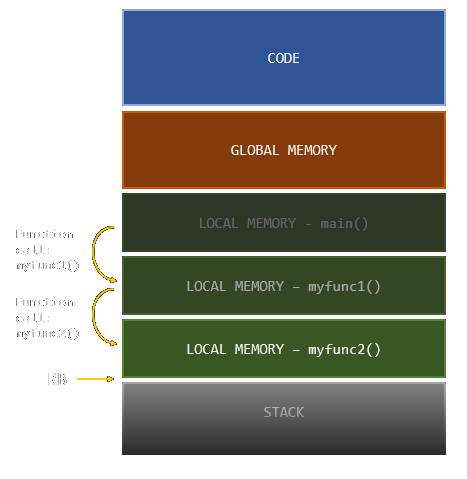 CODE
GLOBAL MEMORY
LOCAL MEMORY - main()
Function
call:
myfunc1()
LOCAL MEMORY – myfunc1()
Function
call:
myfunc2()
LOCAL MEMORY – myfunc2()
RB
STACK